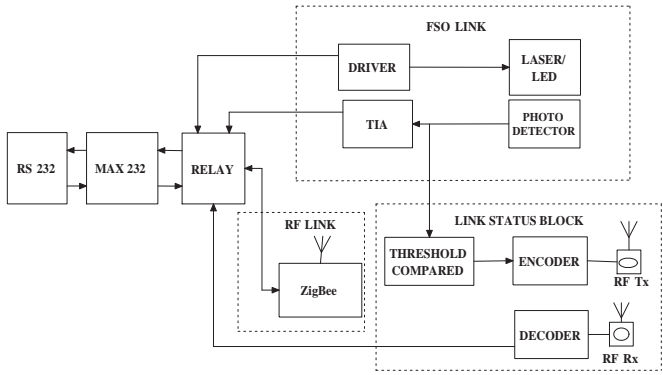 FSO LINK
DRIVER
LASER/
LED
TIA
PHOTO
DETECTOR
RS 232
MAX 232
RELAY
RF LINK
ZigBee
LINK STATUS BLOCK
THRESHOLD
COMPARED
ENCODER
RF Tx
DECODER
RF Rx